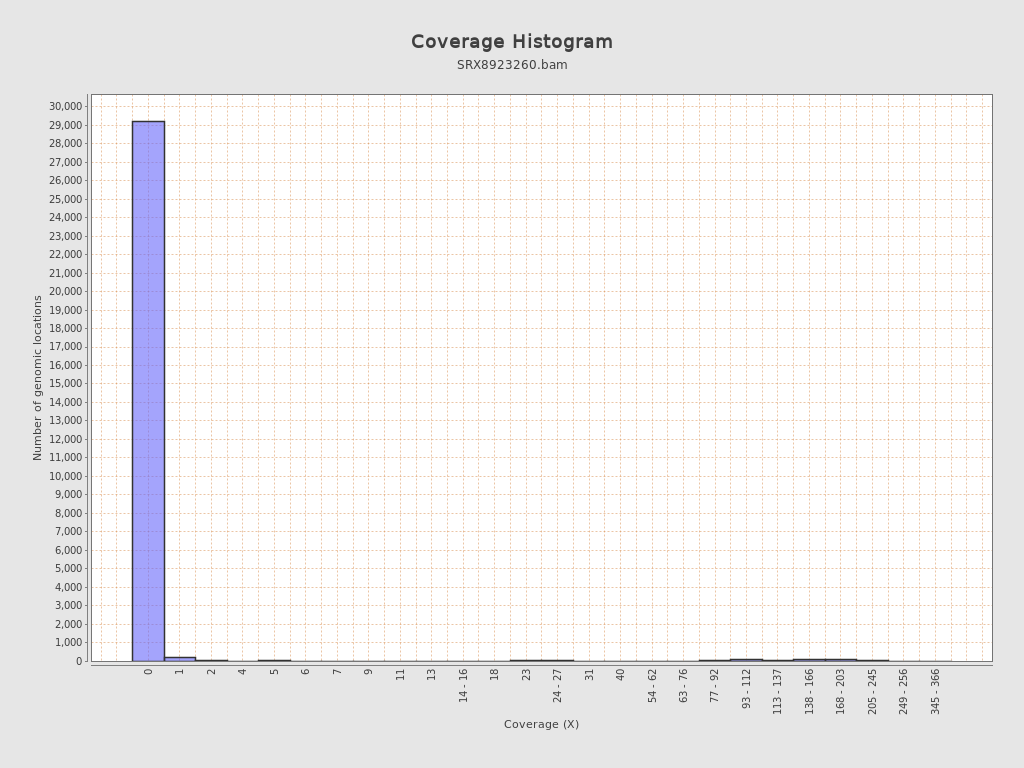 Coverage Histogram
SRX8923260.bam
Number of genomic locations
30,000
29,000
28,000
27,000
26,000
25,000
24,000
23,000
22,000
21,000
20,000
19,000
18,000
17,000
16,000
15,000
14,000
13,000
12,000
11,000
10,000
9,000
8,000
7,000
6,000
5,000
4,000
3,000
2,000
1,000
0
0
1
2
4
5
6
7
9
11
13
14 - 16
18
23
24 - 27
31
40
54 - 62
63 - 76
77 - 92
93 - 112
113 - 137
138 - 166
168 - 203
205 - 245
249 - 256
345 - 366
Coverage (X)